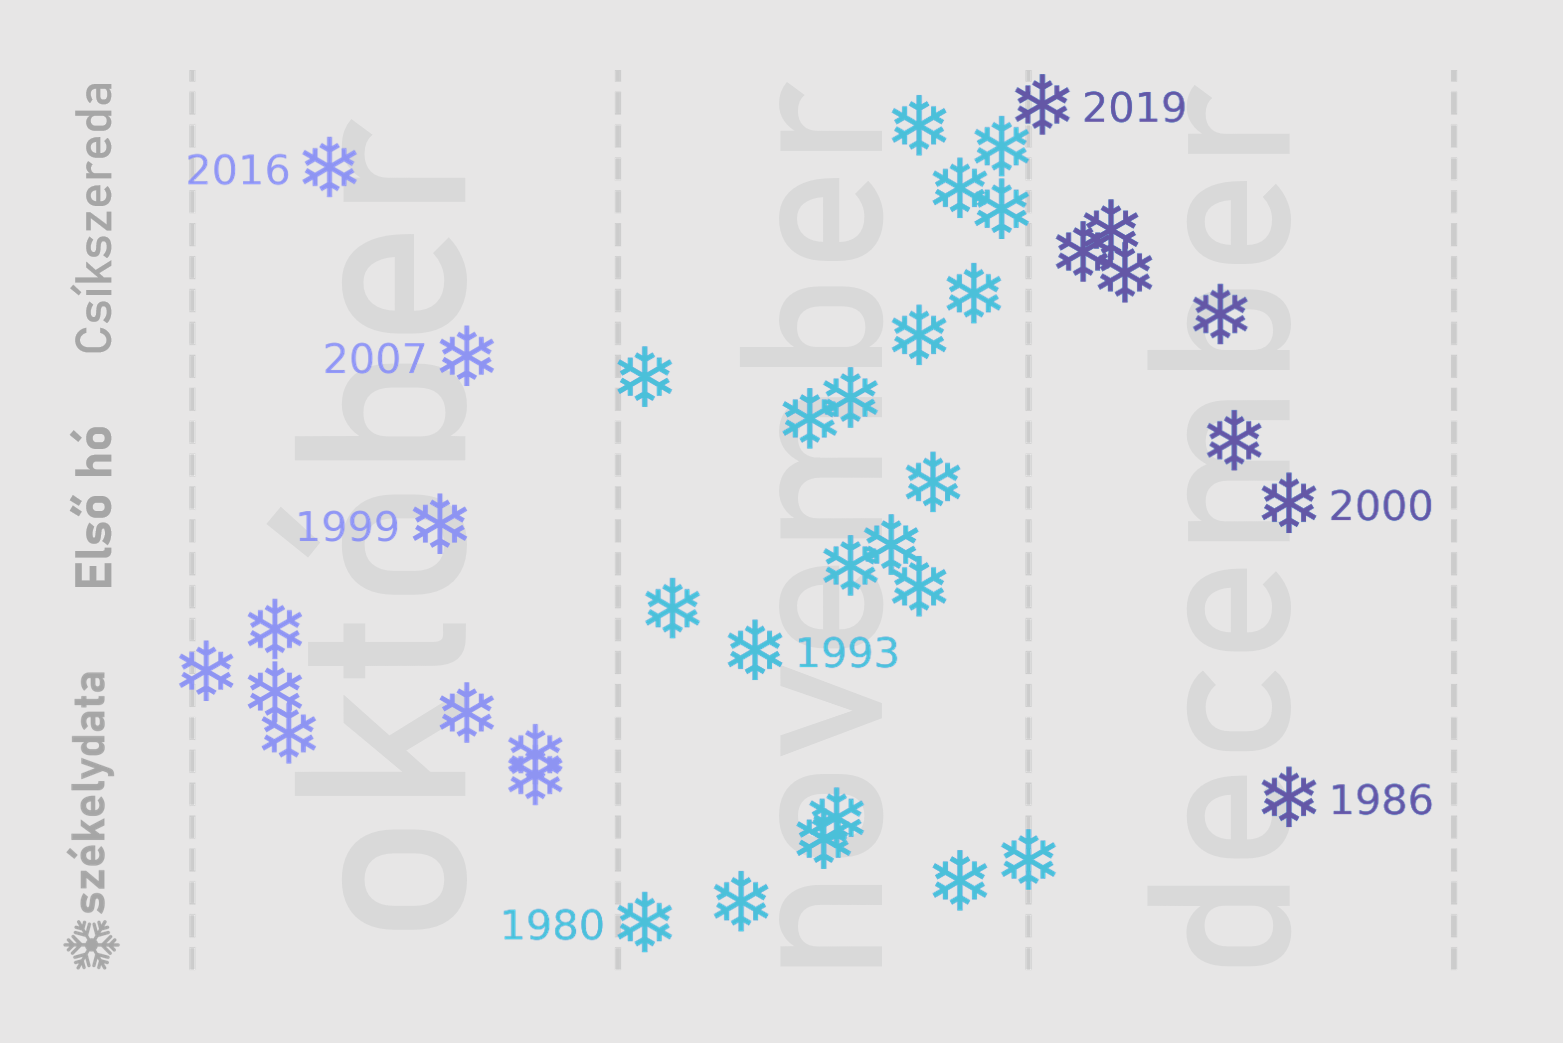 székelydata Első hó Csíkszereda
október
november
december
2019
2016
2007
2000
1999
1993
1986
1980